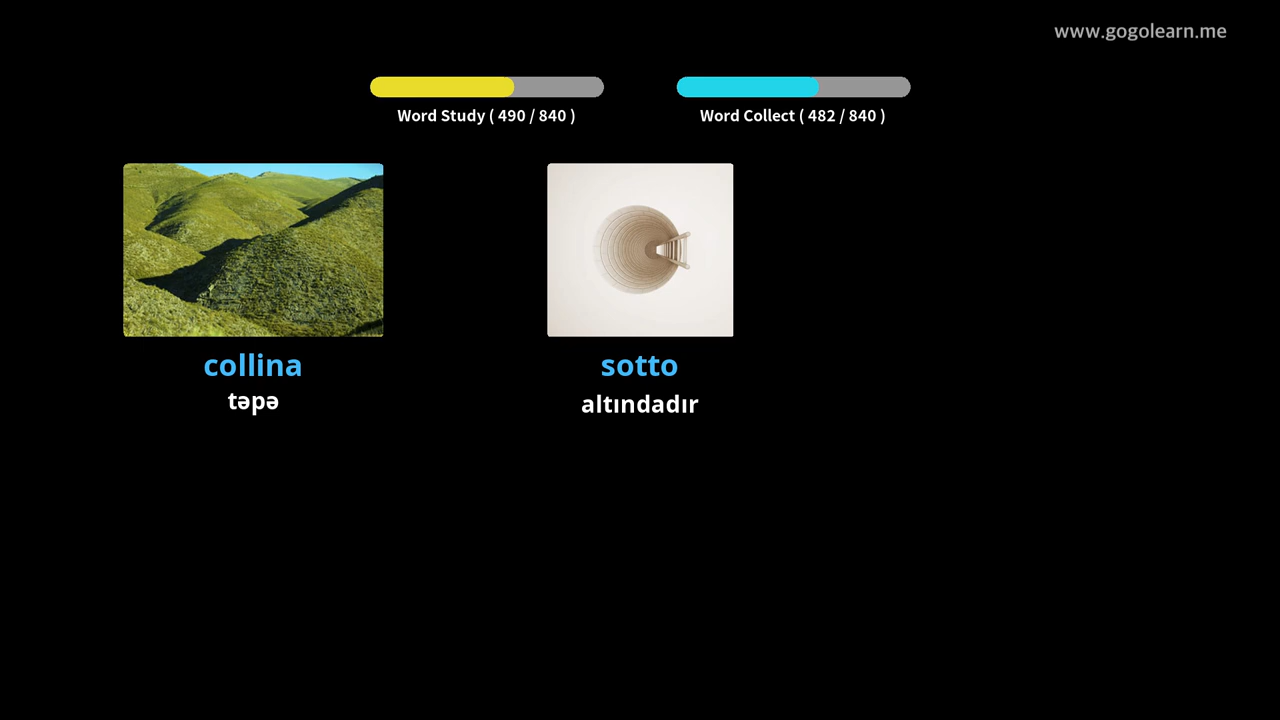 www.gogolearn.me
Word Study ( 490 / 840 )
Word Collect ( 482 / 840 )
collina
təpə
sotto
altındadır